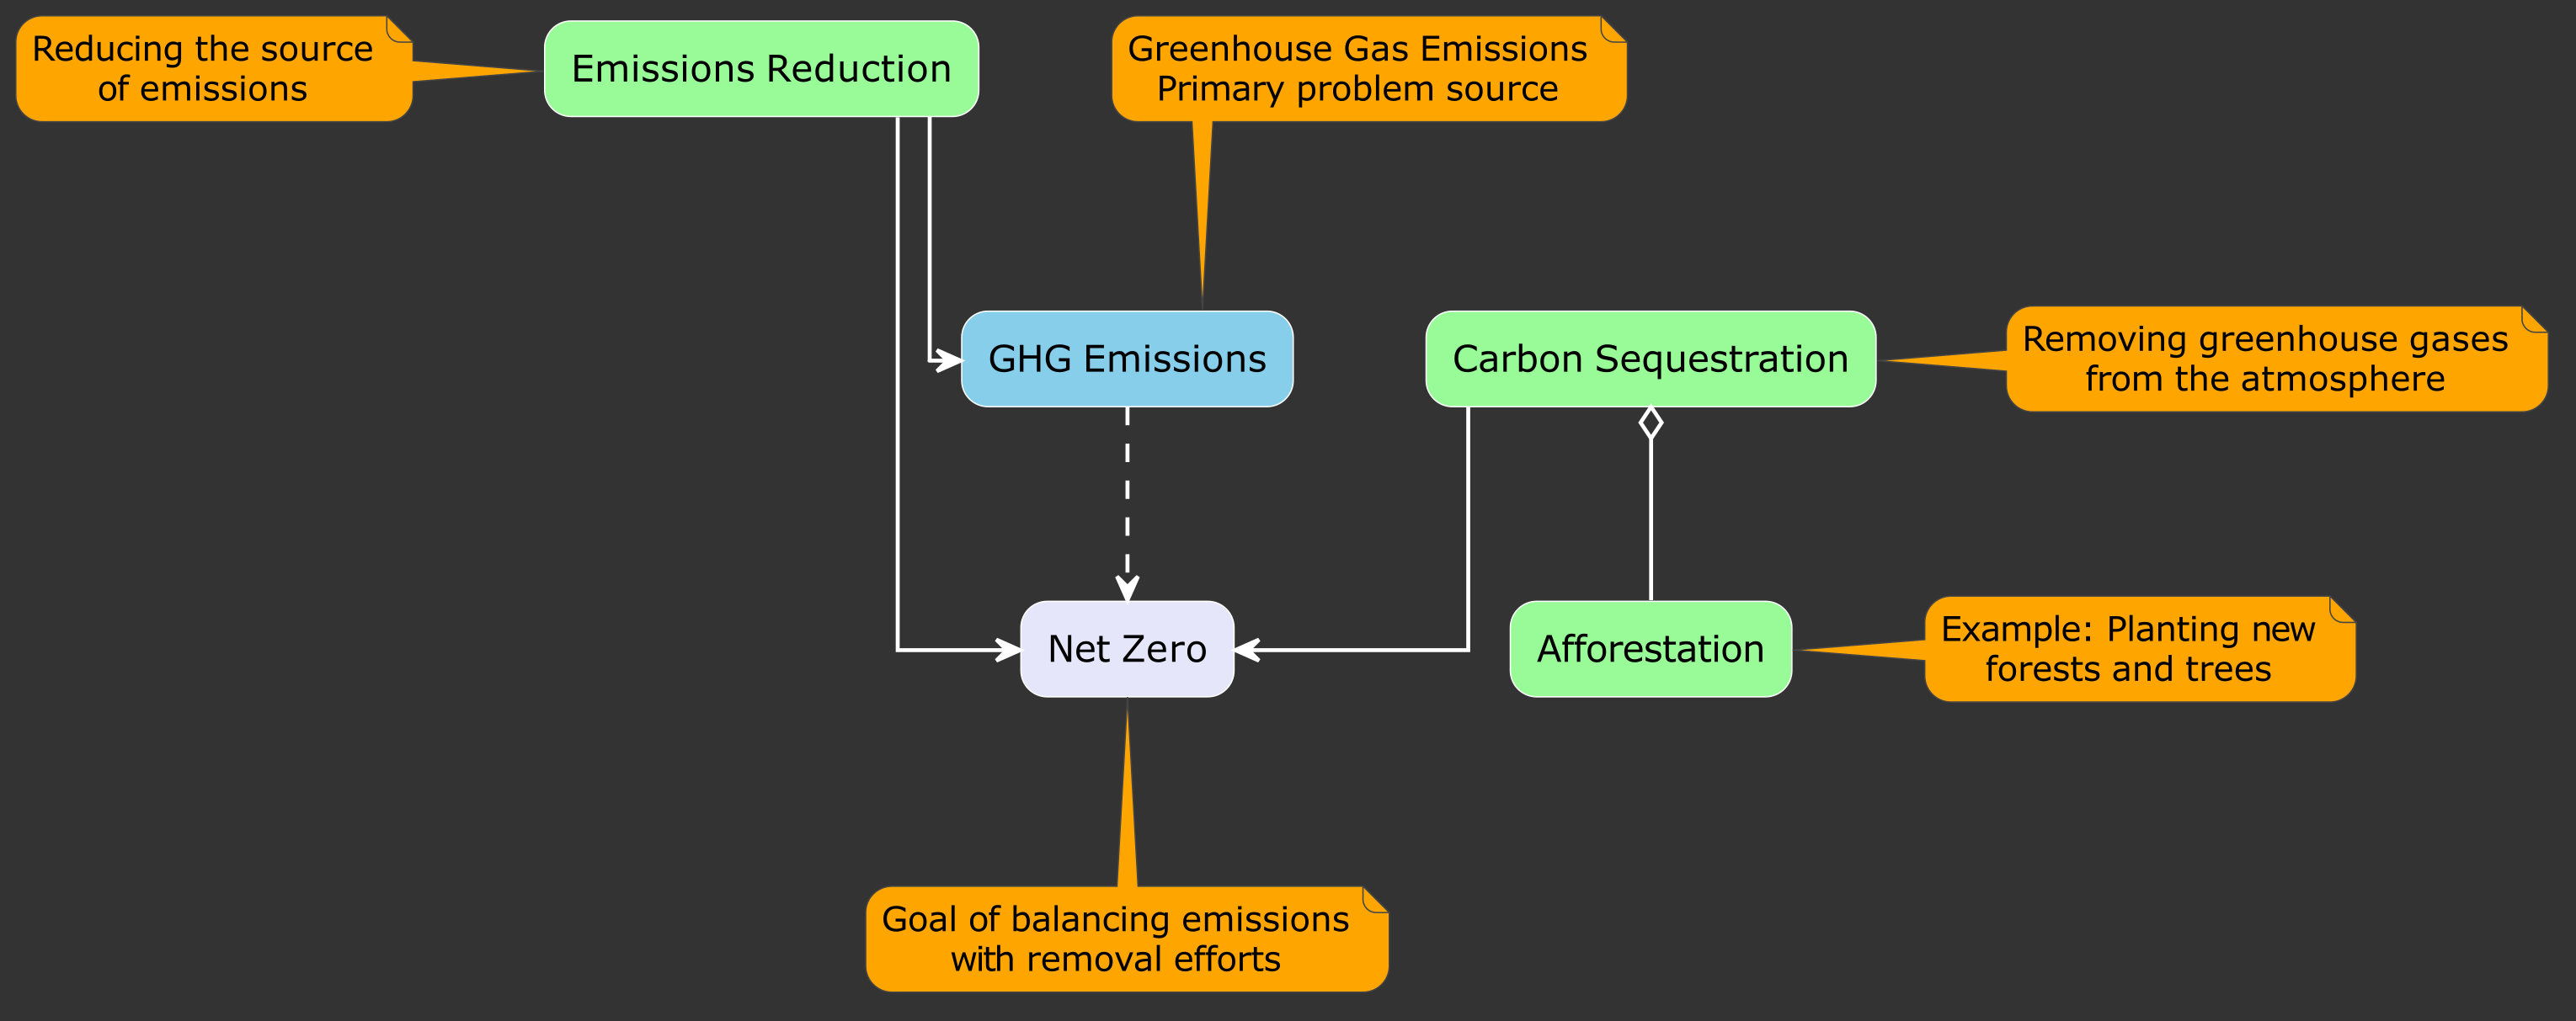 Reducing the source
of emissions
Emissions Reduction
Greenhouse Gas Emissions
Primary problem source
GHG Emissions
Carbon Sequestration
Removing greenhouse gases
from the atmosphere
Net Zero
Afforestation
Example: Planting new
forests and trees
Goal of balancing emissions
with removal efforts